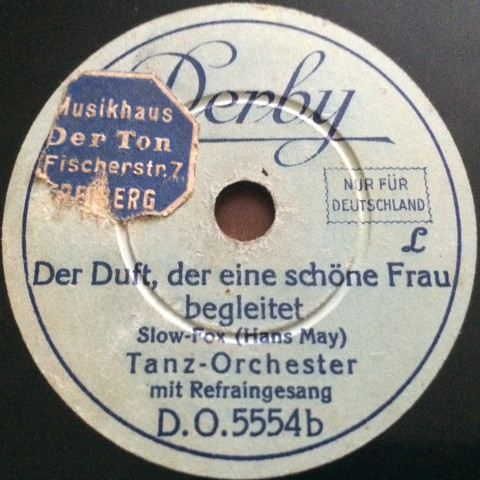 Derby
Musikhaus
Der Ton
Fischerstr. 7
NUR FÜR
DEUTSCHLAND
L
Der Duft, der eine schöne Frau
begleitet
Slow-Fox (Hans May)
Tanz-Orchester
mit Refraingesang
D.O.5554b